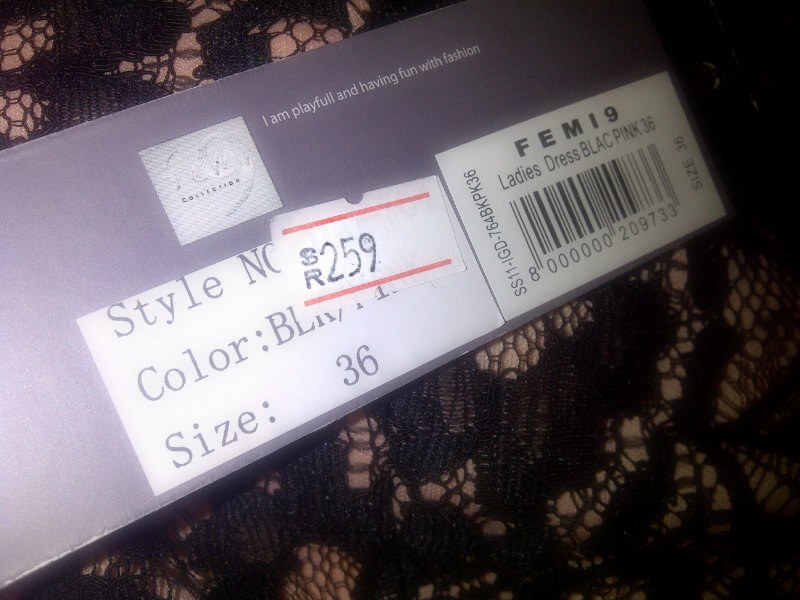 I am playfull and having fun with fashion
COLLECTION
SR259
Style NO
Color:BLK/
Size: 36
FEMI9
Ladies Dress BLAC PINK 36
SS11-IGD-764BKPK36
SIZE 36
8 000000 209733